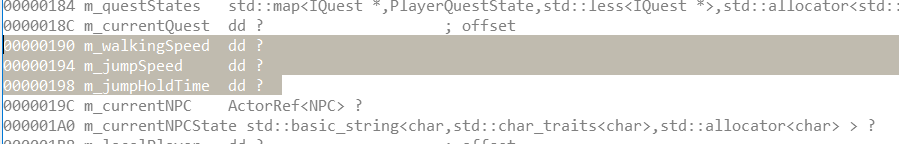 00000184 m_questStates std::map<IQuest *,PlayerQuestState,std::less<IQuest *>,std::allocator<std::
0000018C m_currentQuest dd ? ; offset
00000190 m_walkingSpeed dd ?
00000194 m_jumpSpeed dd ?
00000198 m_jumpHoldTime dd ?
0000019C m_currentNPC ActorRef<NPC> ?
000001A0 m_currentNPCState std::basic_string<char,std::char_traits<char>,std::allocator<char> > ?
000001B8 m_localPlayer dd ? ; offset